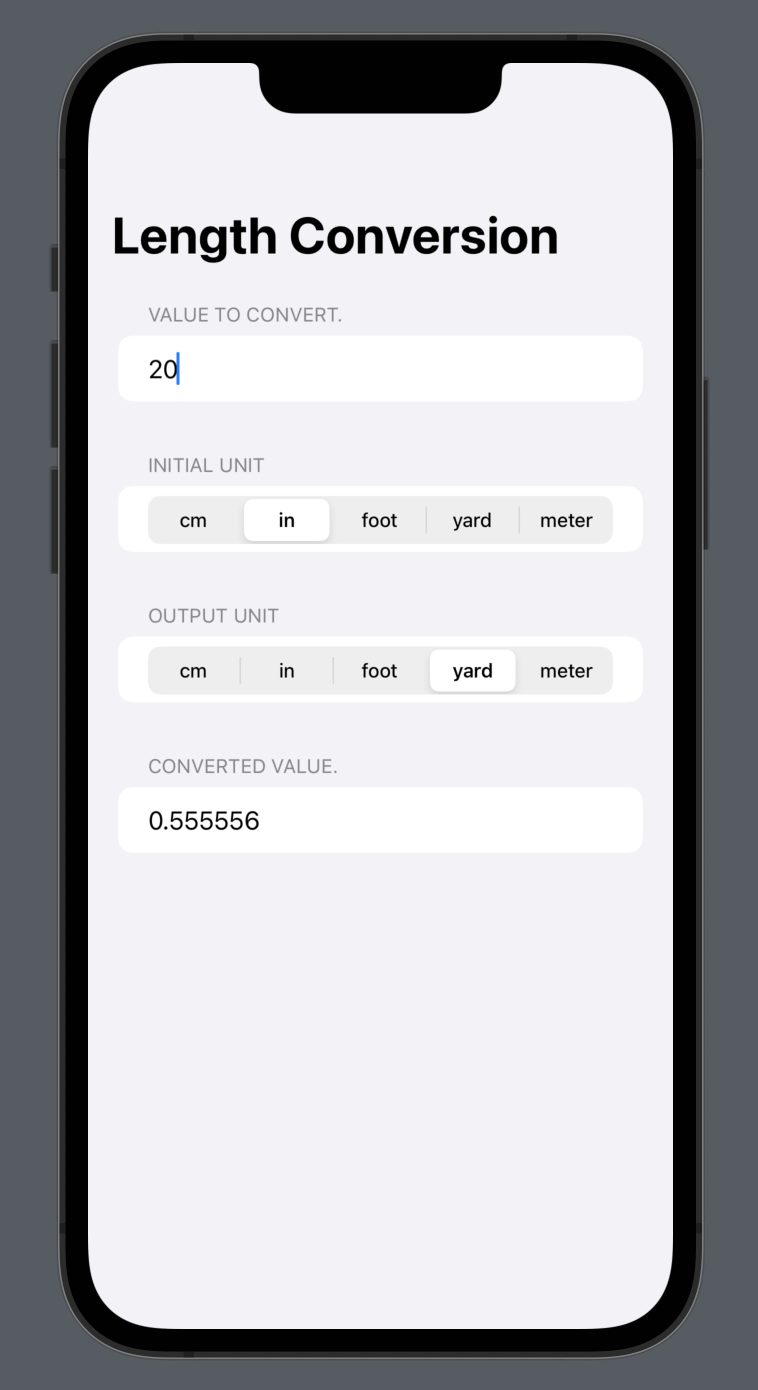 Length Conversion
VALUE TO CONVERT.
20
INITIAL UNIT
cm in foot yard meter
OUTPUT UNIT
cm in foot yard meter
CONVERTED VALUE.
0.555556